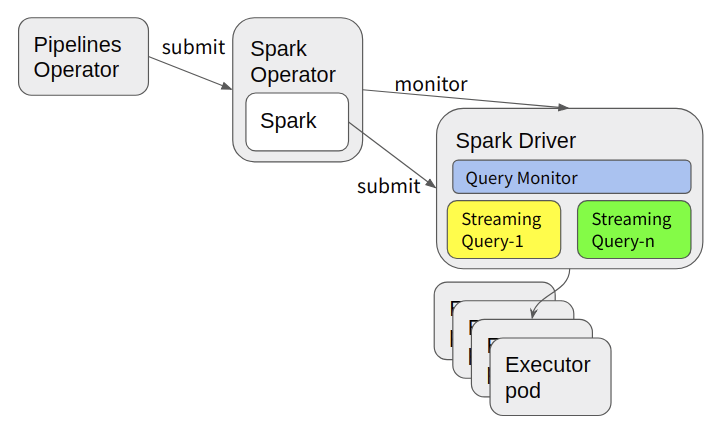 Pipelines
Operator
submit
Spark
Operator
Spark
monitor
submit
Spark Driver
Query Monitor
Streaming
Query-1
Streaming
Query-n
Executor
pod